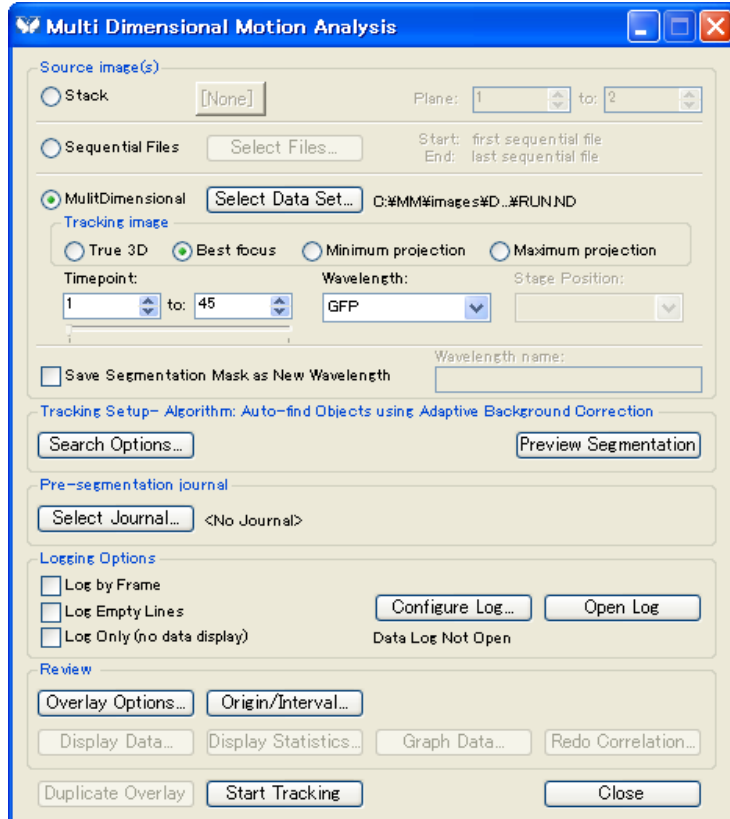 Multi Dimensional Motion Analysis
Source image(s)
Stack [None] Plane: 1 to: 2
Sequential Files Select Files... Start: first sequential file
End: last sequential file
MulitDimensional Select Data Set... C:¥MM¥images¥D...¥RUN.ND
Tracking image
True 3D Best focus Minimum projection Maximum projection
Timepoint: Wavelength: Stage Position:
1 to: 45 GFP
Wavelength name:
Save Segmentation Mask as New Wavelength
Tracking Setup- Algorithm: Auto-find Objects using Adaptive Background Correction
Search Options... Preview Segmentation
Pre-segmentation journal
Select Journal... <No Journal>
Logging Options
Log by Frame
Log Empty Lines Configure Log... Open Log
Log Only (no data display) Data Log Not Open
Review
Overlay Options... Origin/Interval...
Display Data... Display Statistics... Graph Data... Redo Correlation...
Duplicate Overlay Start Tracking Close